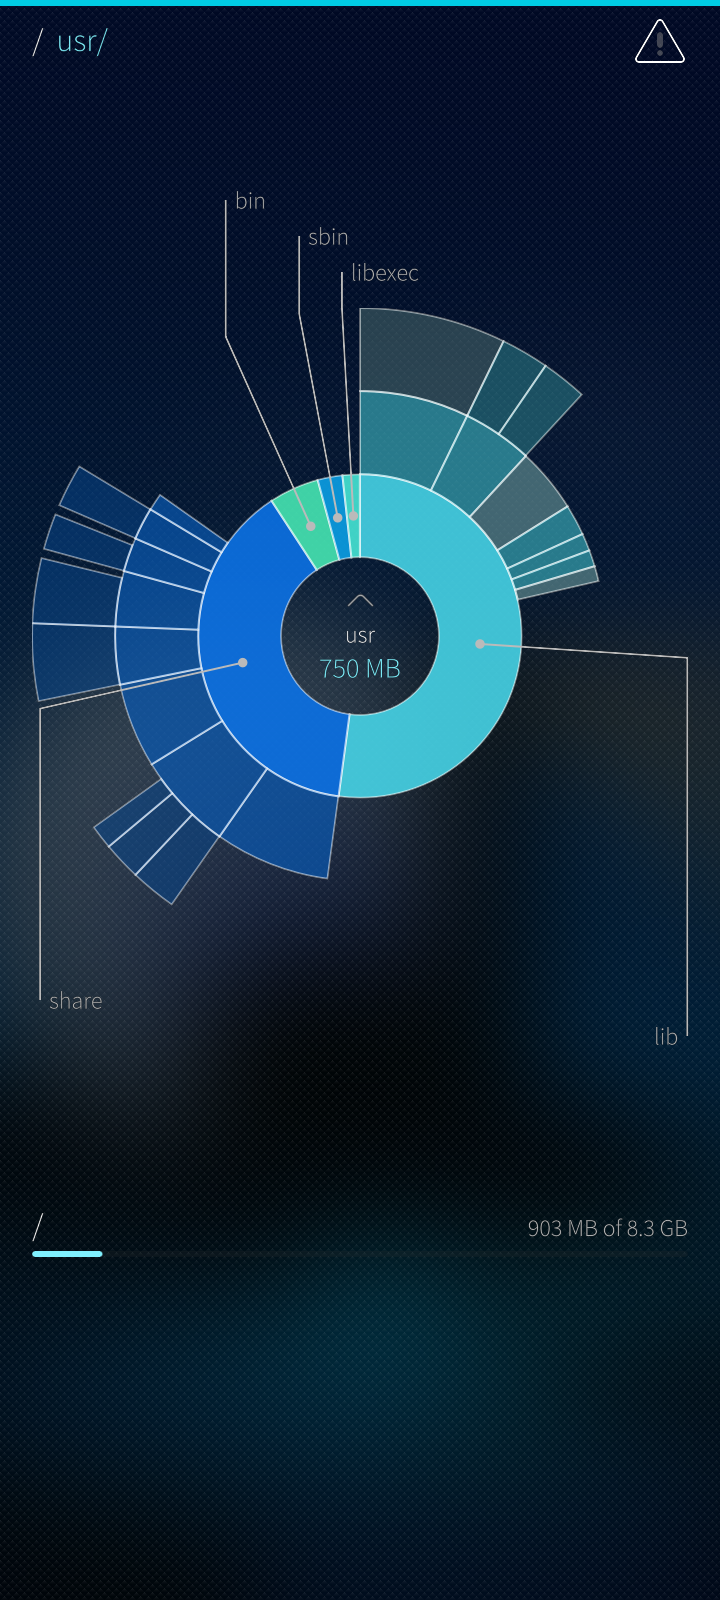 / usr/
bin
sbin
libexec
usr
750 MB
share
lib
/
903 MB of 8.3 GB